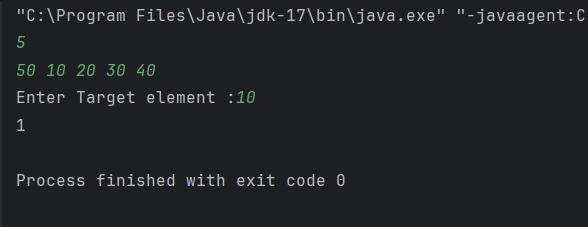 "C:\Program Files\Java\jdk-17\bin\java.exe" "-javaagent:C
5
50 10 20 30 40
Enter Target element :10
1
Process finished with exit code 0